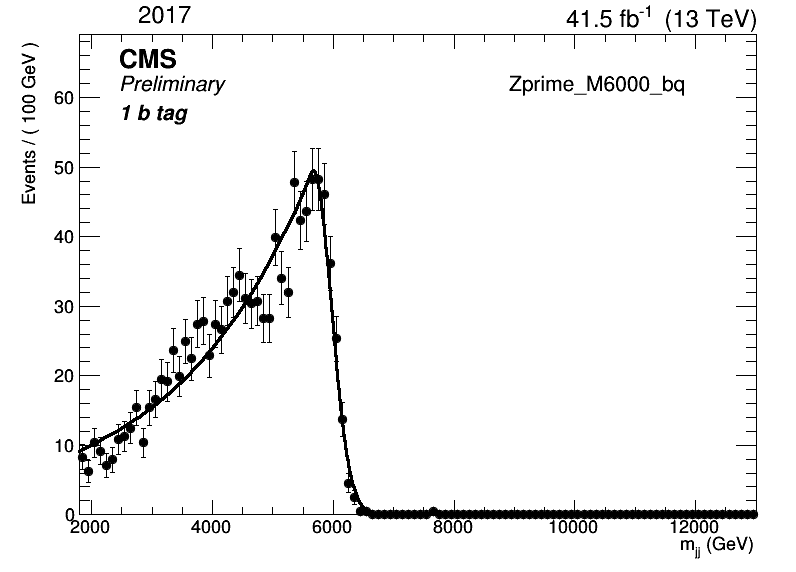 2017
41.5 fb-1 (13 TeV)
CMS
Preliminary
1 b tag
Zprime_M6000_bq
Events / ( 100 GeV )
60
50
40
30
20
10
0
2000 4000 6000 8000 10000 12000
mjj (GeV)